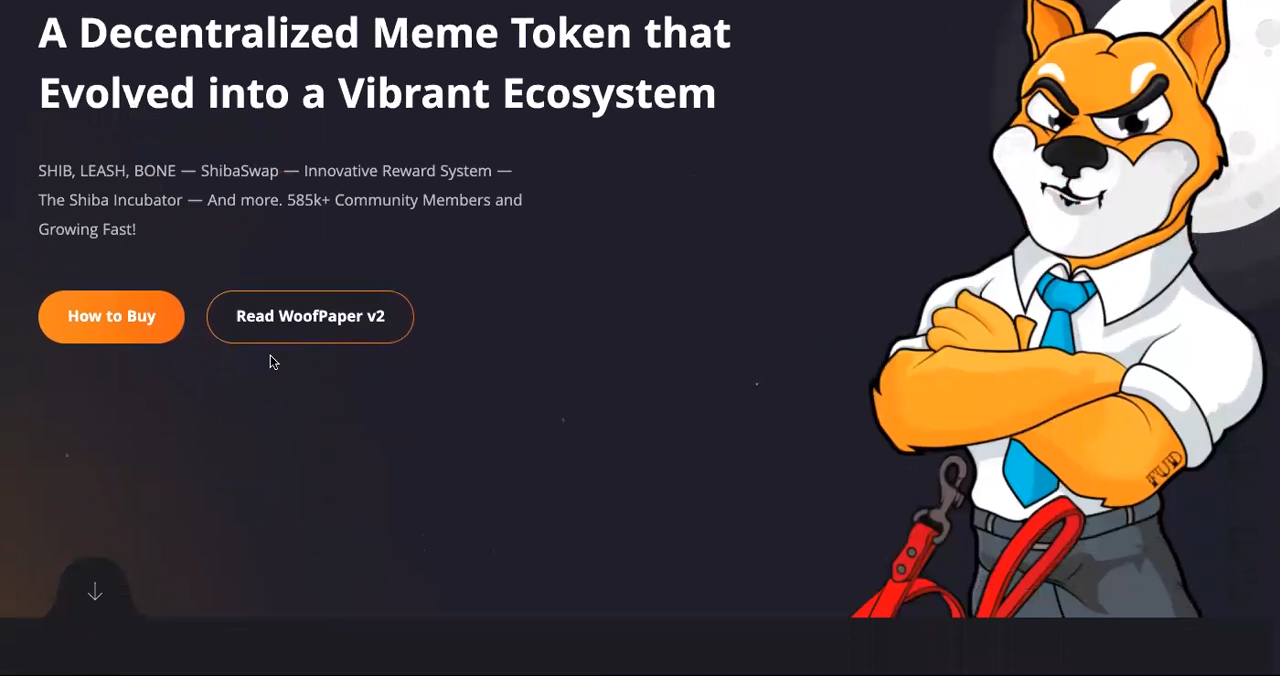 A Decentralized Meme Token that
Evolved into a Vibrant Ecosystem
SHIB, LEASH, BONE — ShibaSwap — Innovative Reward System —
The Shiba Incubator — And more. 585k+ Community Members and
Growing Fast!
How to Buy
Read WoofPaper v2
FUD